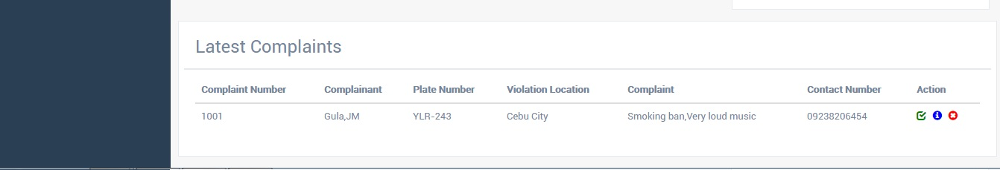 Latest Complaints
Complaint Number Complainant Plate Number Violation Location Complaint Contact Number Action
1001 Gula,JM YLR-243 Cebu City Smoking ban,Very loud music 09238206454